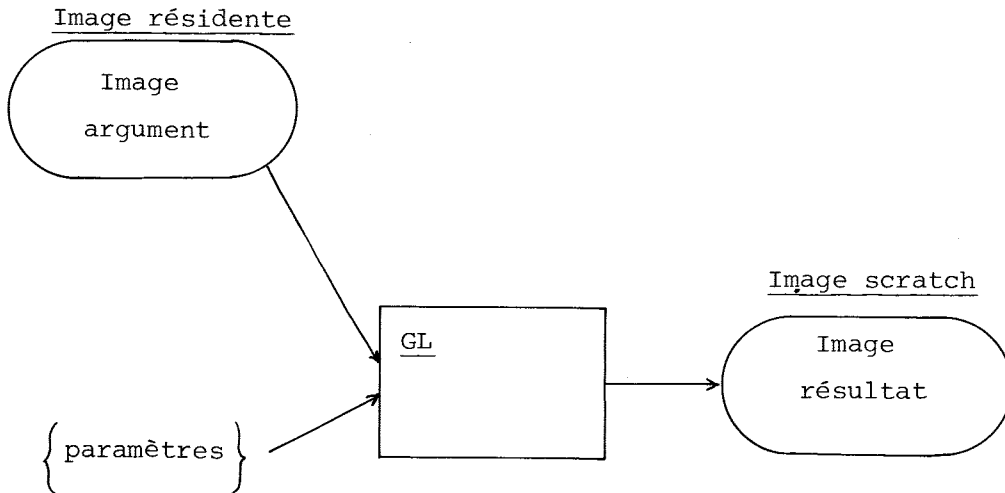 Image résidente
Image
argument
Image scratch
GL
Image
résultat
{paramètres}